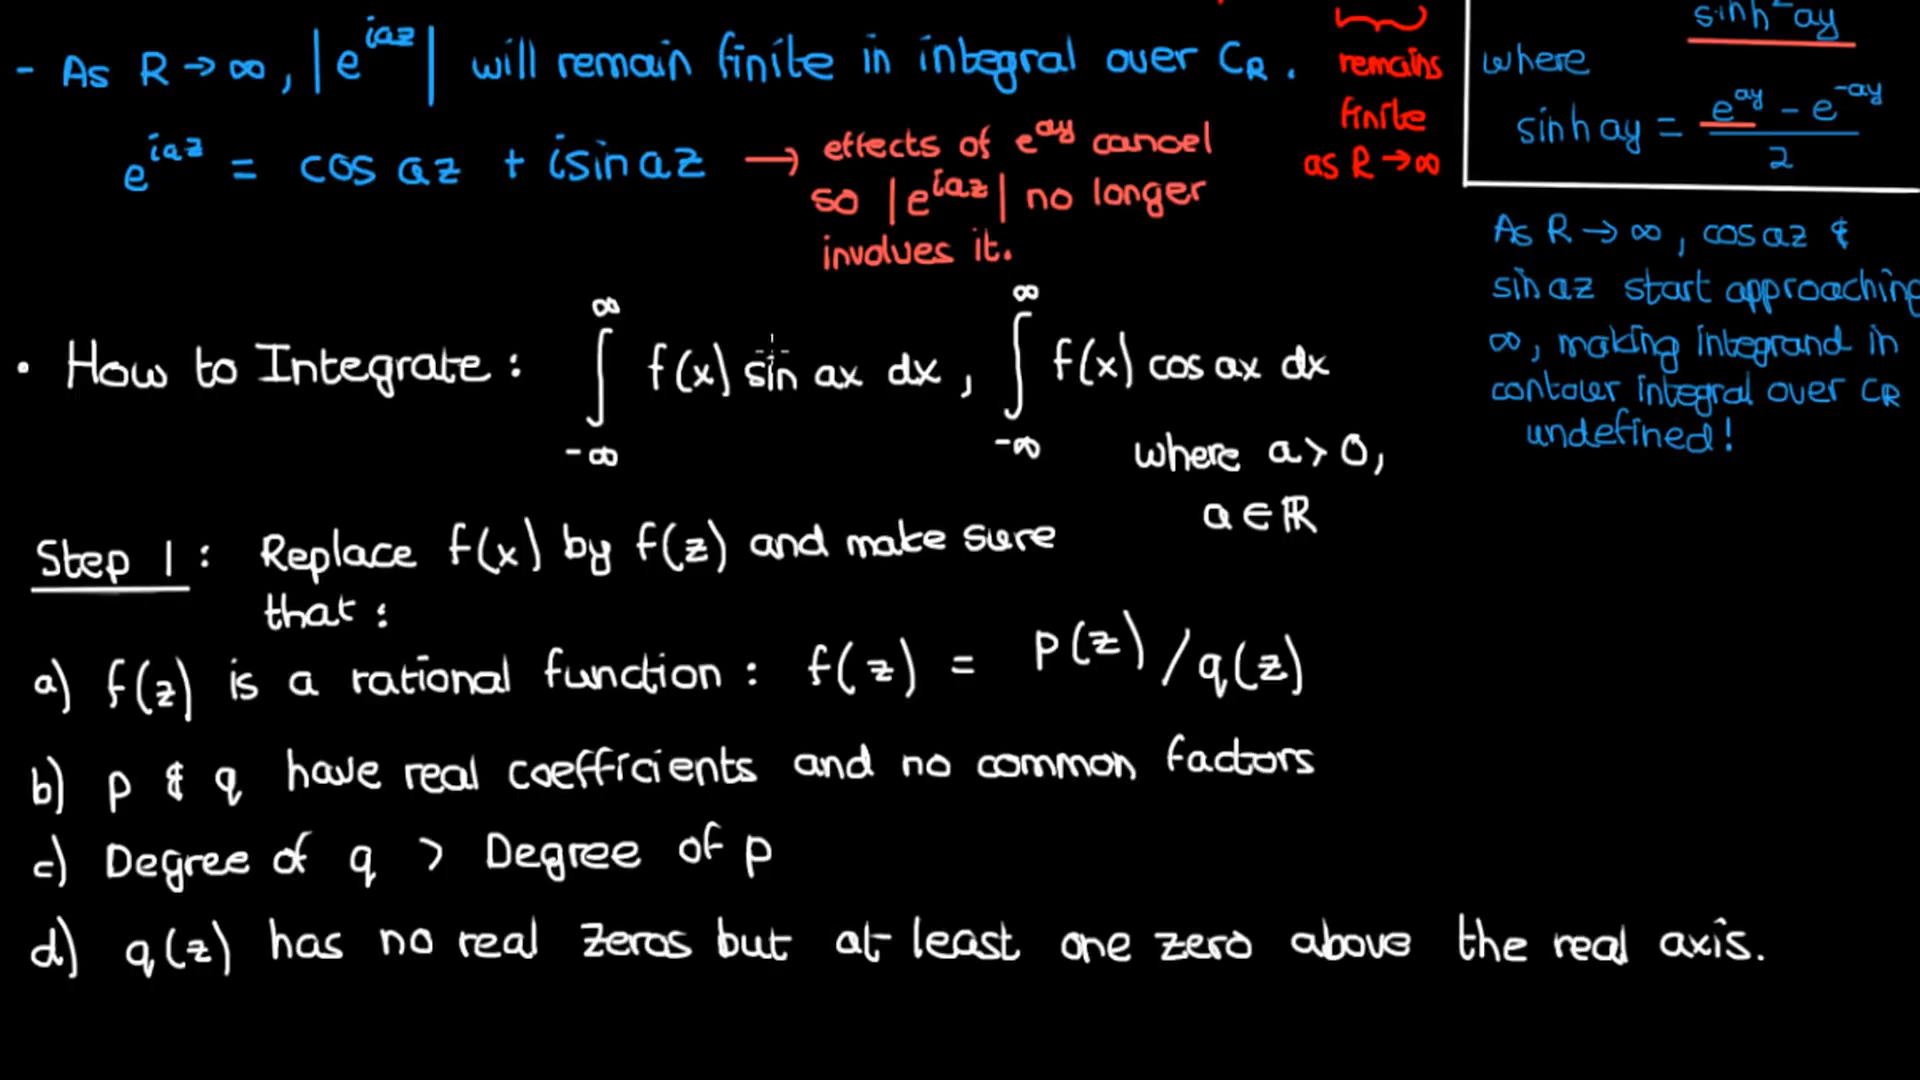 - As R → ∞, |e^{iaz}| will remain finite in integral over C_R.
e^{iaz} = cos az + i sin az → effects of e^{ay} cancel
so |e^{iaz}| no longer
involves it.
remains
finite
as R → ∞
sinh² ay
where
sinh ay = (e^{ay} - e^{-ay}) / 2
As R → ∞, cos az &
sin az start approaching
∞, making integrand in
contour integral over C_R
undefined!
• How to Integrate: ∫_{-∞}^{∞} f(x) sin ax dx, ∫_{-∞}^{∞} f(x) cos ax dx
where a > 0,
a ∈ ℝ
Step 1: Replace f(x) by f(z) and make sure
that:
a) f(z) is a rational function: f(z) = p(z) / q(z)
b) p & q have real coefficients and no common factors
c) Degree of q > Degree of p
d) q(z) has no real zeros but at least one zero above the real axis.